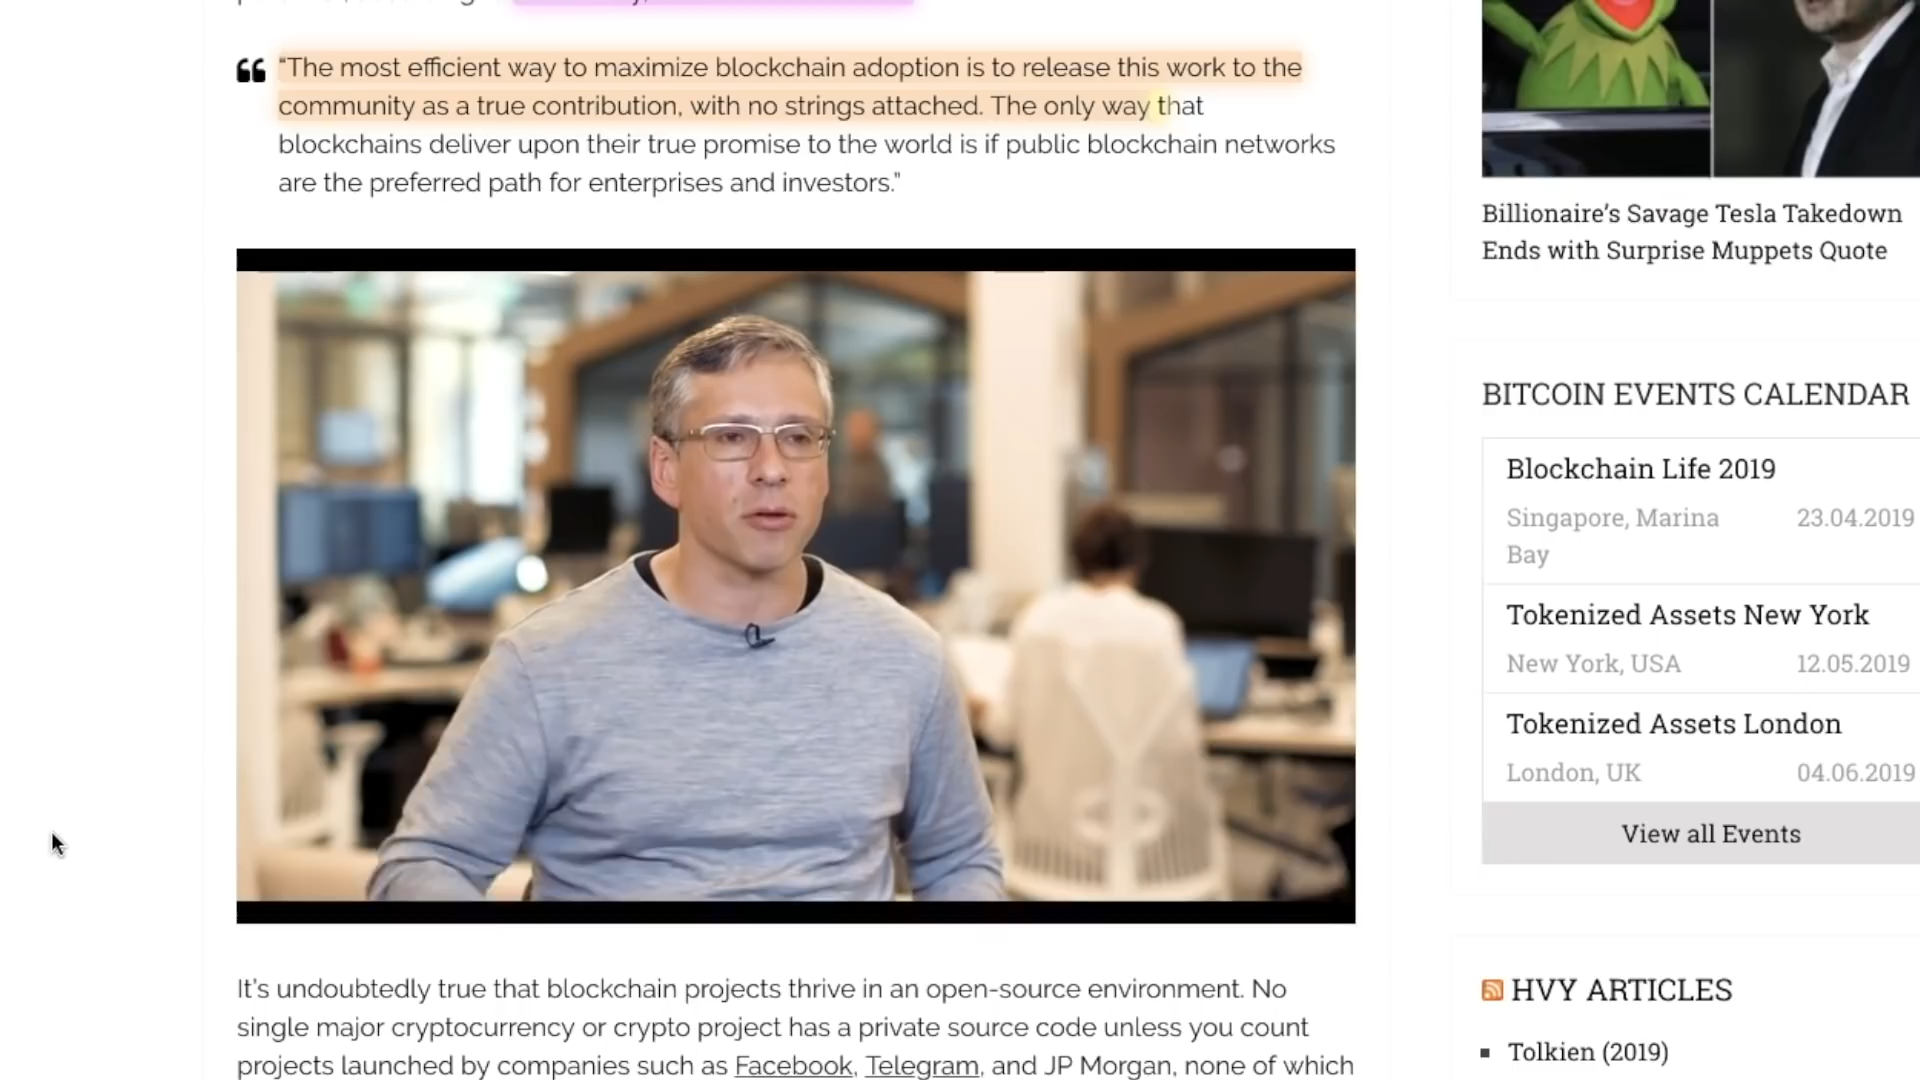 “The most efficient way to maximize blockchain adoption is to release this work to the
community as a true contribution, with no strings attached. The only way that
blockchains deliver upon their true promise to the world is if public blockchain networks
are the preferred path for enterprises and investors.”
It’s undoubtedly true that blockchain projects thrive in an open-source environment. No
single major cryptocurrency or crypto project has a private source code unless you count
projects launched by companies such as Facebook, Telegram, and JP Morgan, none of which
Billionaire’s Savage Tesla Takedown
Ends with Surprise Muppets Quote
BITCOIN EVENTS CALENDAR
Blockchain Life 2019
Singapore, Marina 23.04.2019
Bay
Tokenized Assets New York
New York, USA 12.05.2019
Tokenized Assets London
London, UK 04.06.2019
View all Events
HVY ARTICLES
Tolkien (2019)